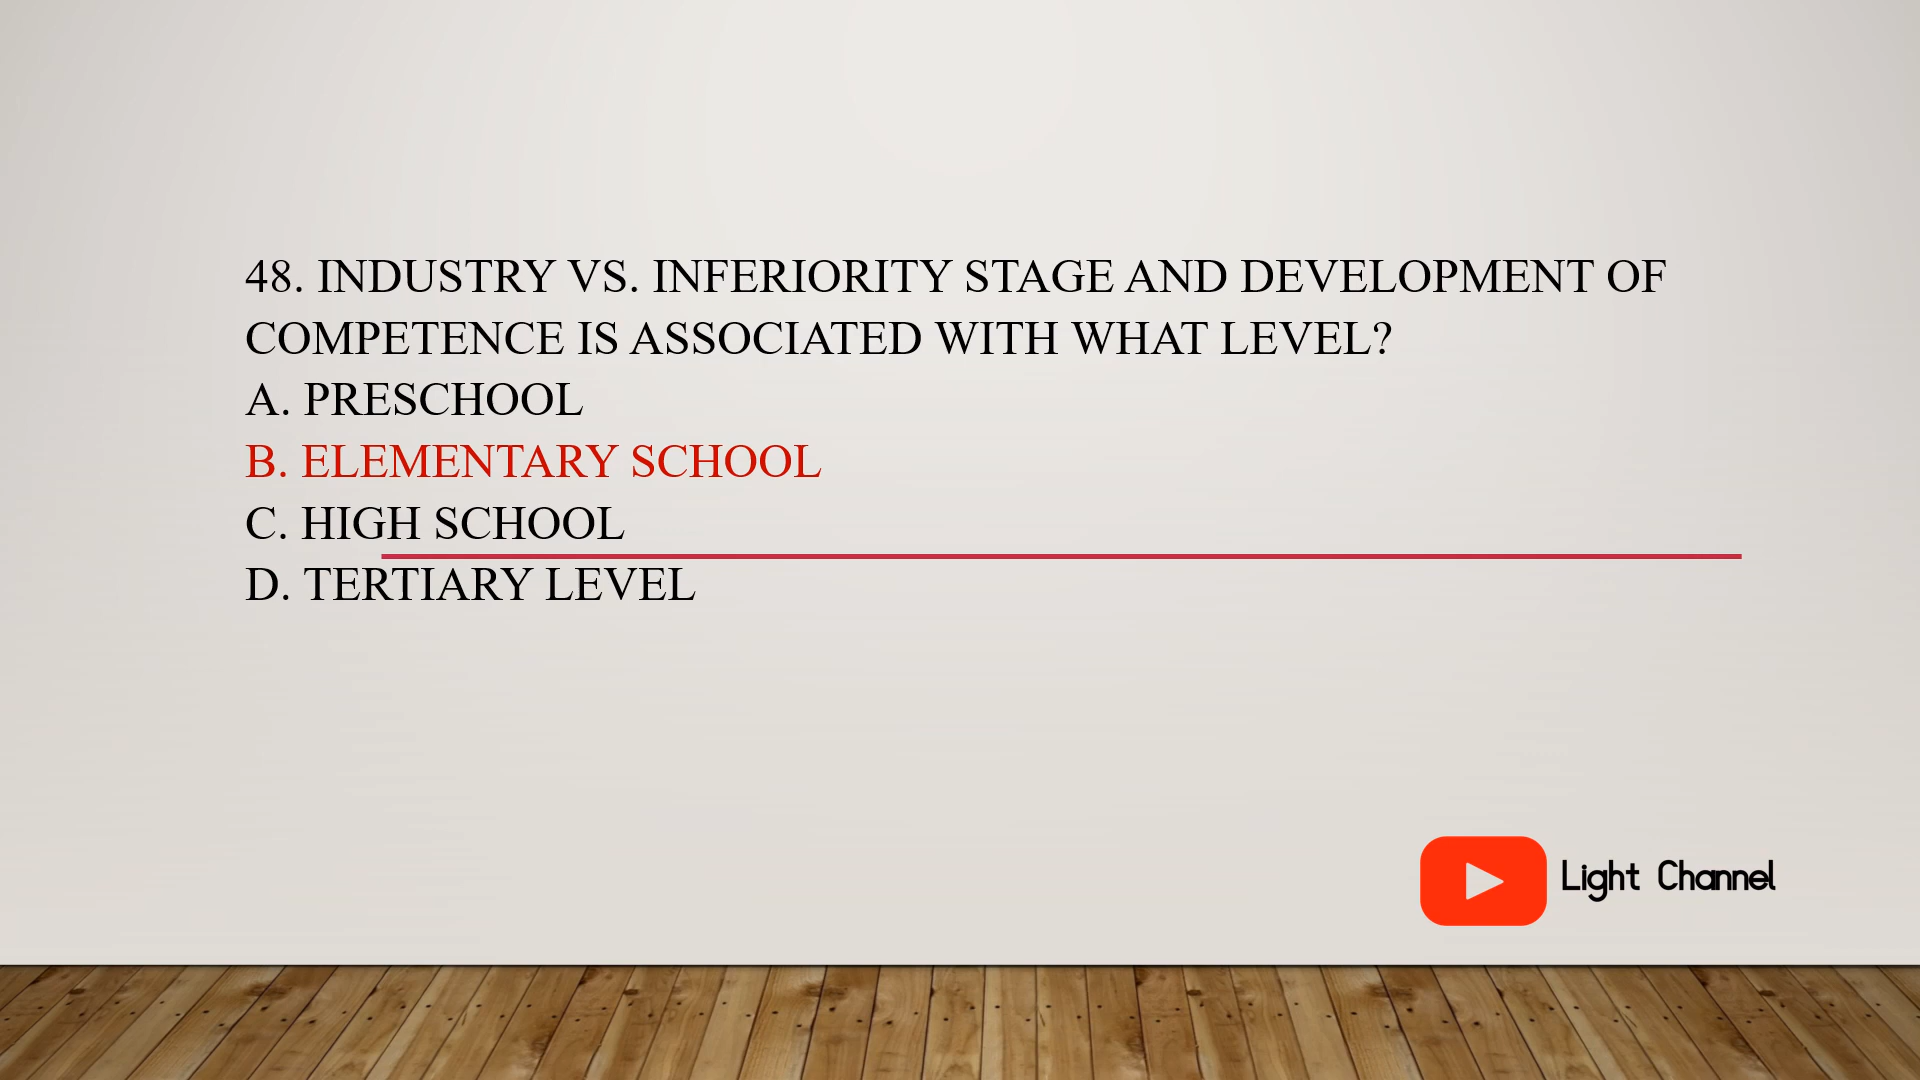 48. INDUSTRY VS. INFERIORITY STAGE AND DEVELOPMENT OF
COMPETENCE IS ASSOCIATED WITH WHAT LEVEL?
A. PRESCHOOL
B. ELEMENTARY SCHOOL
C. HIGH SCHOOL
D. TERTIARY LEVEL
Light Channel